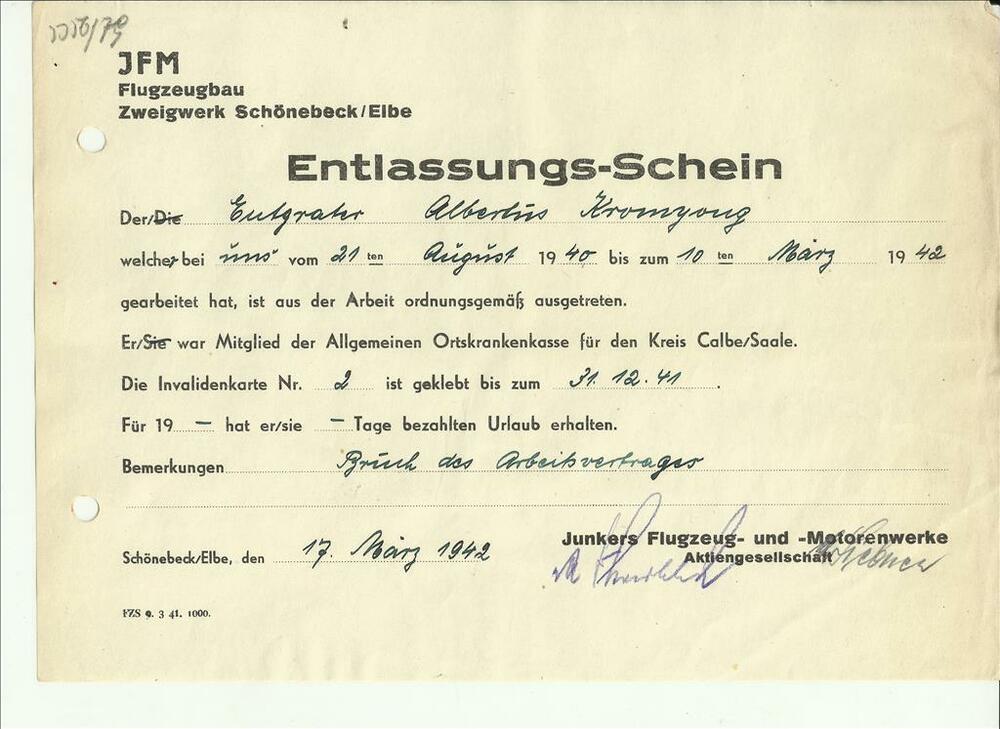 JFM
Flugzeugbau
Zweigwerk Schönebeck/Elbe
Entlassungs-Schein
Der/Die Entgrater Albertus Kromyong
welcher bei uns vom 21 ten August 1940 bis zum 10 ten März 1942
gearbeitet hat, ist aus der Arbeit ordnungsgemäß ausgetreten.
Er/Sie war Mitglied der Allgemeinen Ortskrankenkasse für den Kreis Calbe/Saale.
Die Invalidenkarte Nr. 2 ist geklebt bis zum 31.12.41.
Für 19 — hat er/sie — Tage bezahlten Urlaub erhalten.
Bemerkungen Bruch des Arbeitsvertrages
Schönebeck/Elbe, den 17. März 1942
Junkers Flugzeug- und -Motorenwerke
Aktiengesellschaft
FZS 9. 3 41. 1000.